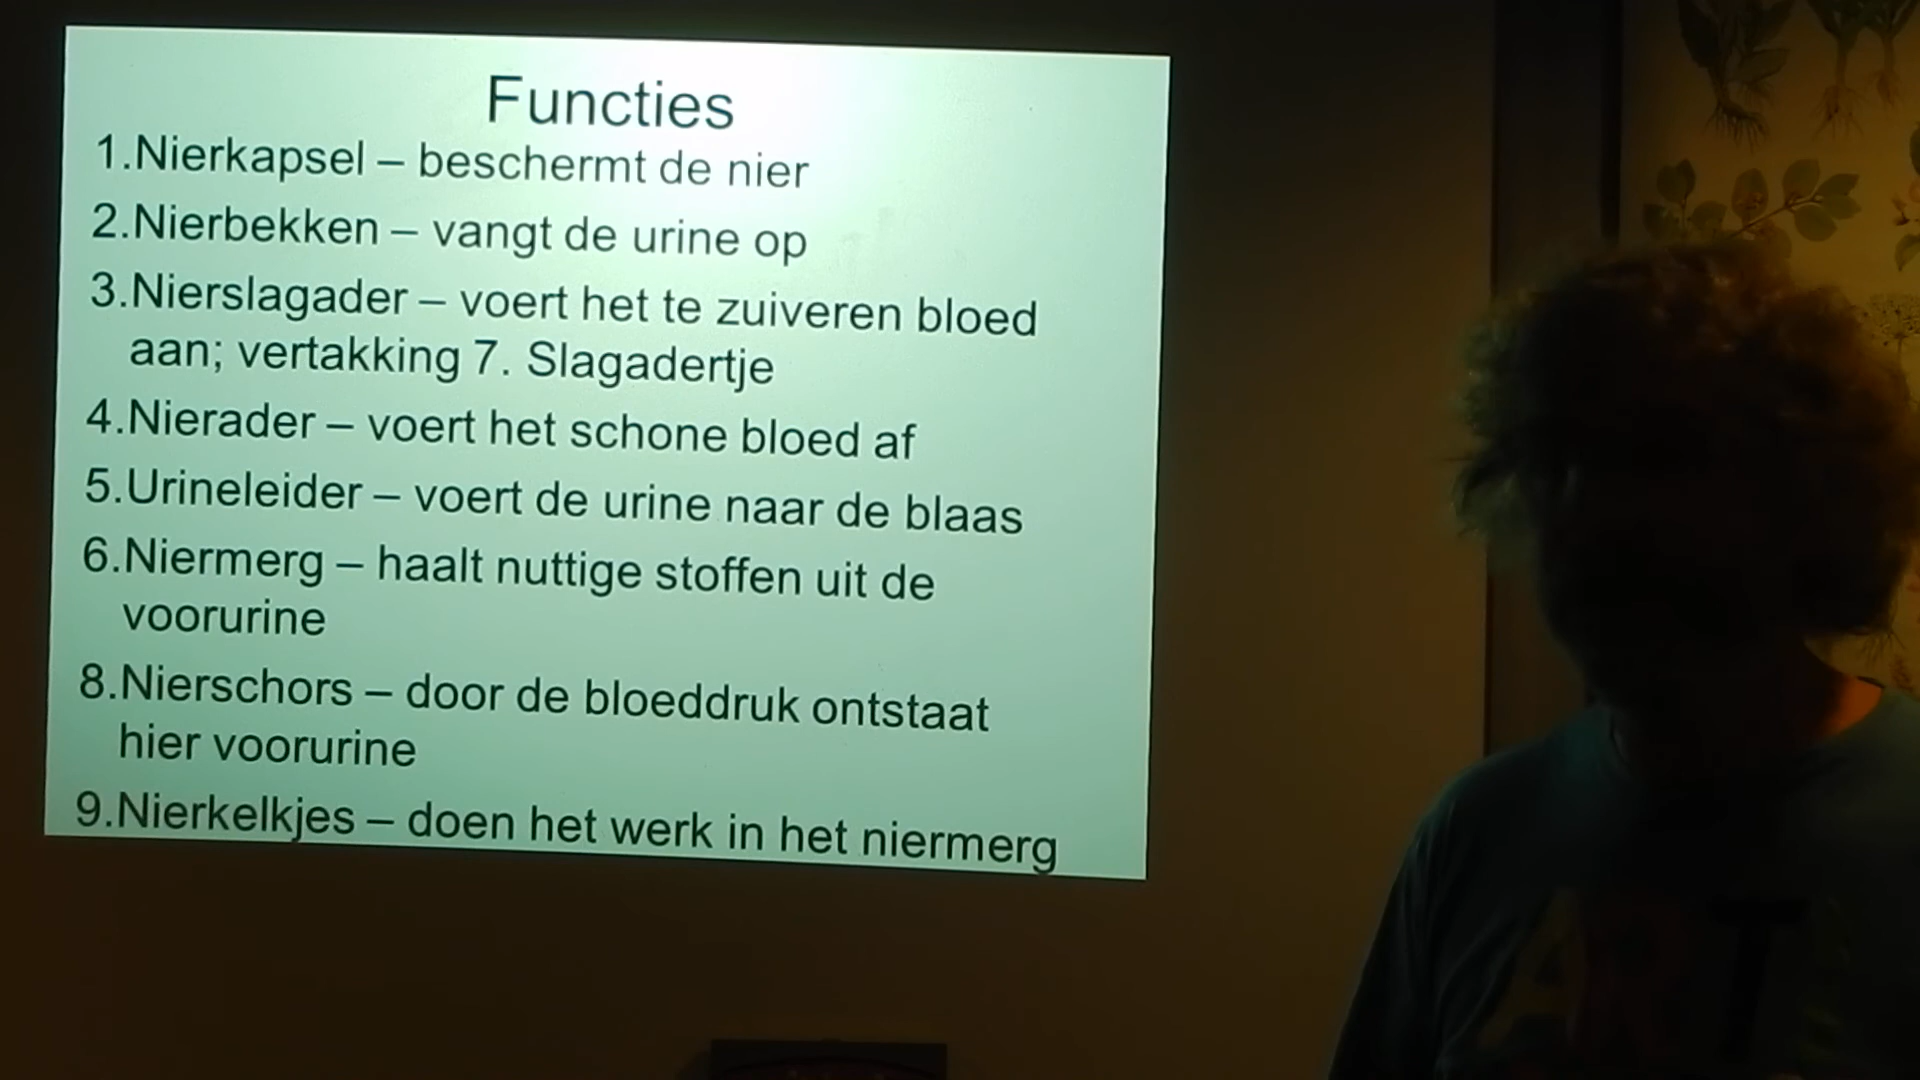 Functies
1.Nierkapsel – beschermt de nier
2.Nierbekken – vangt de urine op
3.Nierslagader – voert het te zuiveren bloed
aan; vertakking 7. Slagadertje
4.Nierader – voert het schone bloed af
5.Urineleider – voert de urine naar de blaas
6.Niermerg – haalt nuttige stoffen uit de
voorurine
8.Nierschors – door de bloeddruk ontstaat
hier voorurine
9.Nierkelkjes – doen het werk in het niermerg